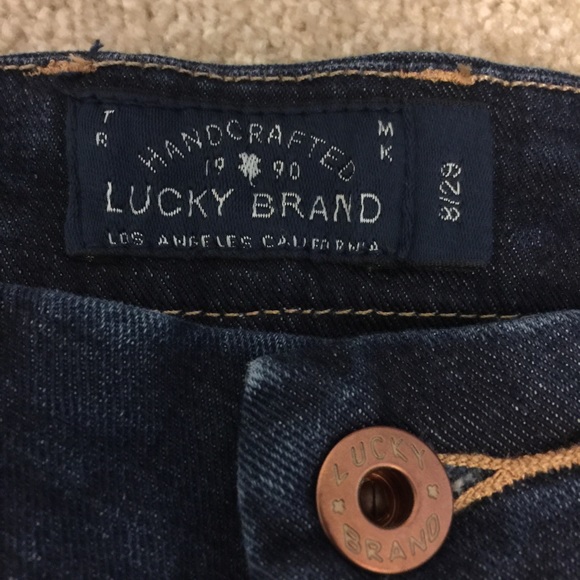 TR MK
HANDCRAFTED
19 90
LUCKY BRAND
LOS ANGELES CALIFORNIA
8/29
LUCKY
BRAND